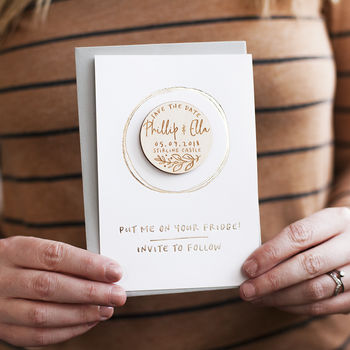 SAVE THE DATE
Phillip & Ella
05.09.2018
STIRLING CASTLE
PUT ME ON YOUR FRIDGE!
INVITE TO FOLLOW